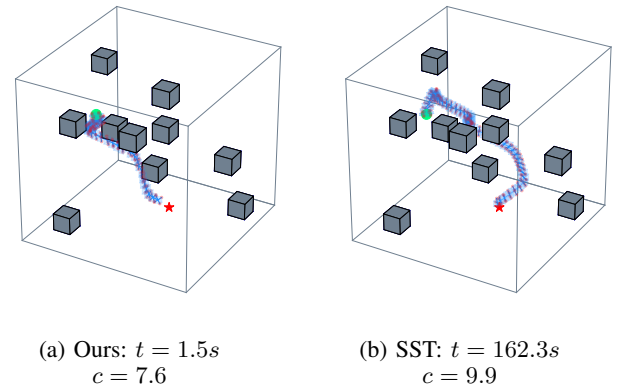 (a) Ours: t = 1.5s
c = 7.6
(b) SST: t = 162.3s
c = 9.9